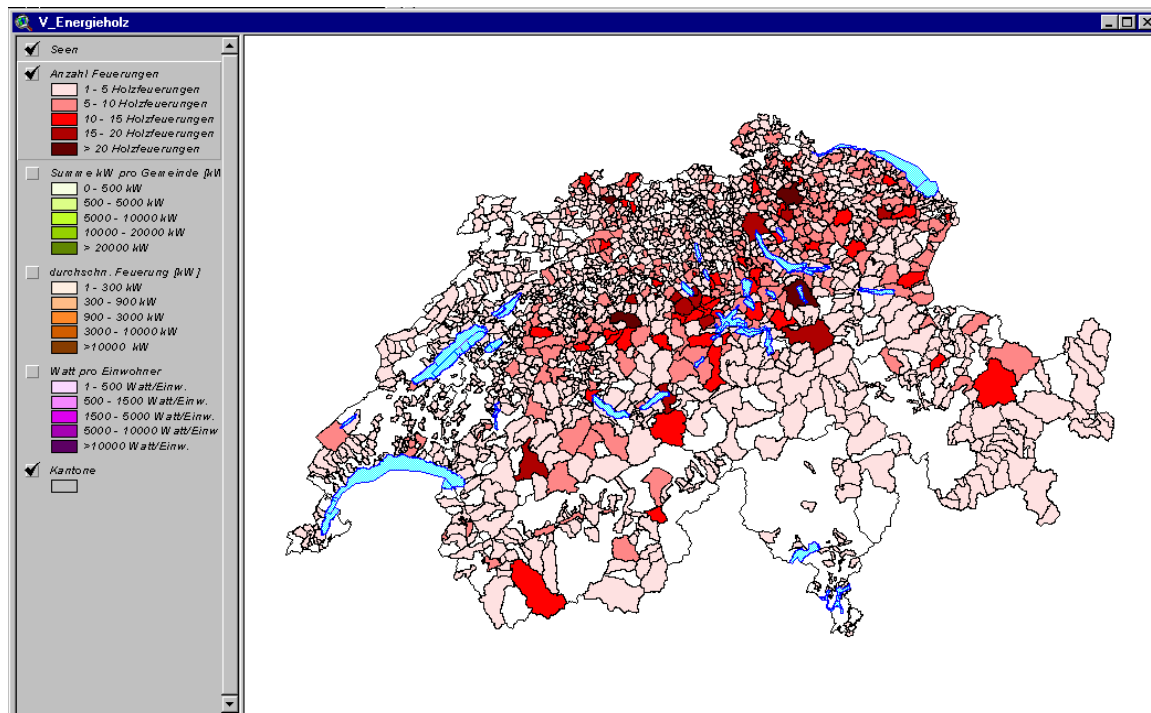 V_Energieholz
Seen
Anzahl Feuerungen
1 - 5 Holzfeuerungen
5 - 10 Holzfeuerungen
10 - 15 Holzfeuerungen
15 - 20 Holzfeuerungen
> 20 Holzfeuerungen
Summe kW pro Gemeinde [kW
0 - 500 kW
500 - 5000 kW
5000 - 10000 kW
10000 - 20000 kW
> 20000 kW
durchschn. Feuerung [kW]
1 - 300 kW
300 - 900 kW
900 - 3000 kW
3000 - 10000 kW
>10000 kW
Watt pro Einwohner
1 - 500 Watt/Einw.
500 - 1500 Watt/Einw.
1500 - 5000 Watt/Einw.
5000 - 10000 Watt/Einw
>10000 Watt/Einw.
Kantone